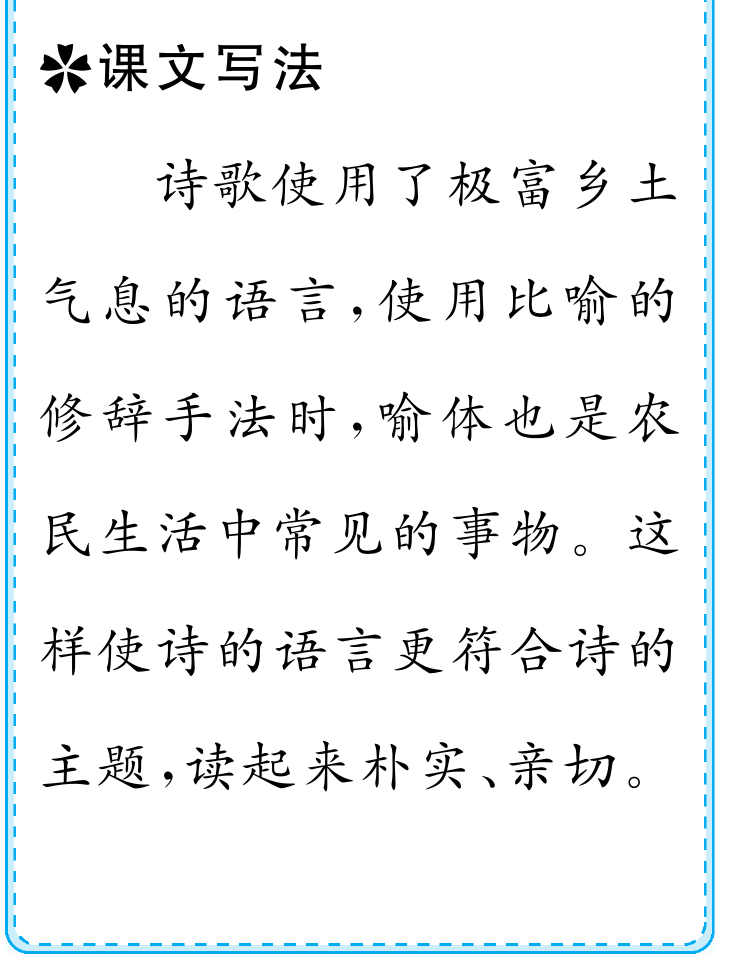 课文写法
诗歌使用了极富乡土
气息的语言,使用比喻的
修辞手法时,喻体也是农
民生活中常见的事物。这
样使诗的语言更符合诗的
主题,读起来朴实、亲切。